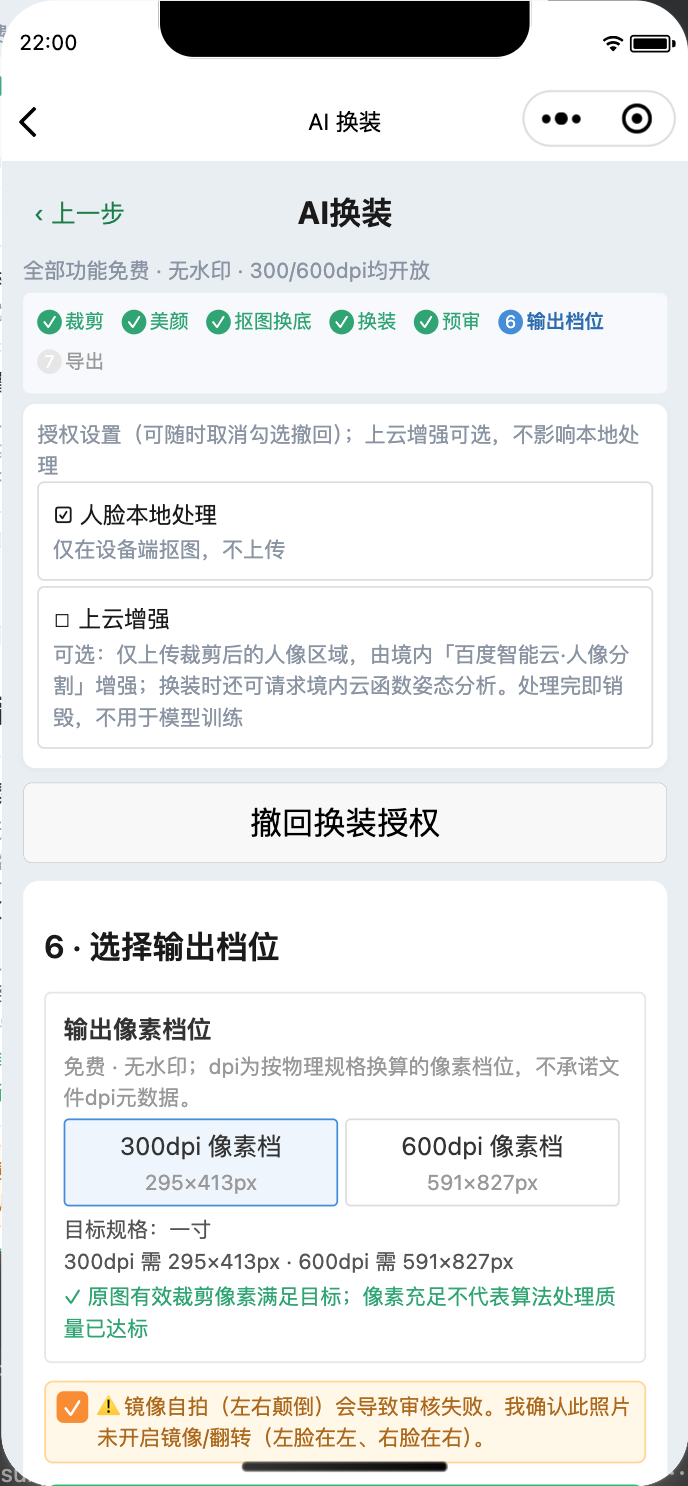 22:00
AI 换装
‹ 上一步
AI换装
全部功能免费 · 无水印 · 300/600dpi均开放
裁剪 美颜 抠图换底 换装 预审 6 输出档位
7 导出
授权设置（可随时取消勾选撤回）；上云增强可选，不影响本地处
理
人脸本地处理
仅在设备端抠图，不上传
上云增强
可选：仅上传裁剪后的人像区域，由境内「百度智能云·人像分
割」增强；换装时还可请求境内云函数姿态分析。处理完即销
毁，不用于模型训练
撤回换装授权
6 · 选择输出档位
输出像素档位
免费 · 无水印；dpi为按物理规格换算的像素档位，不承诺文
件dpi元数据。
300dpi 像素档 600dpi 像素档
295×413px 591×827px
目标规格：一寸
300dpi 需 295×413px · 600dpi 需 591×827px
✓ 原图有效裁剪像素满足目标；像素充足不代表算法处理质
量已达标
⚠️ 镜像自拍（左右颠倒）会导致审核失败。我确认此照片
未开启镜像/翻转（左脸在左、右脸在右）。